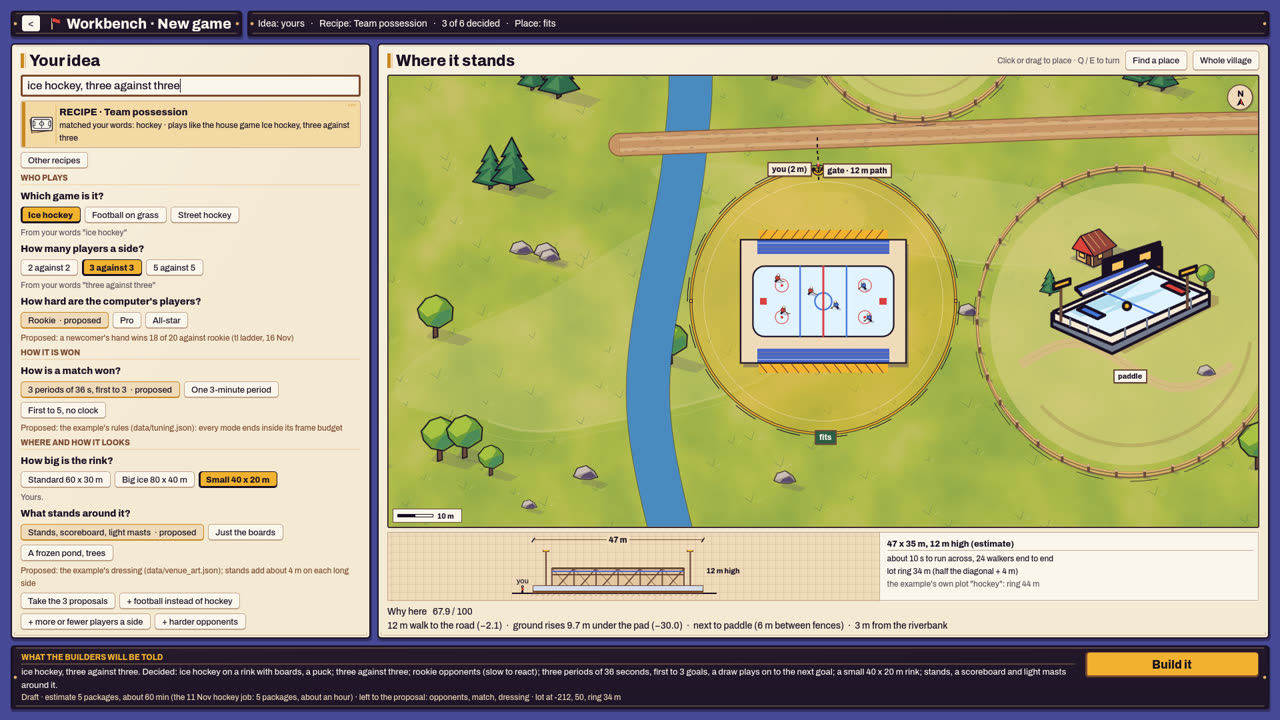 < Workbench · New game
Idea: yours · Recipe: Team possession · 3 of 6 decided · Place: fits
Your idea
ice hockey, three against three
RECIPE · Team possession
matched your words: hockey · plays like the house game Ice hockey, three against
three
Other recipes
WHO PLAYS
Which game is it?
Ice hockey Football on grass Street hockey
From your words "ice hockey"
How many players a side?
2 against 2 3 against 3 5 against 5
From your words "three against three"
How hard are the computer's players?
Rookie · proposed Pro All-star
Proposed: a newcomer's hand wins 18 of 20 against rookie (tl ladder, 16 Nov)
HOW IT IS WON
How is a match won?
3 periods of 36 s, first to 3 · proposed One 3-minute period
First to 5, no clock
Proposed: the example's rules (data/tuning.json): every mode ends inside its frame budget
WHERE AND HOW IT LOOKS
How big is the rink?
Standard 60 x 30 m Big ice 80 x 40 m Small 40 x 20 m
Yours.
What stands around it?
Stands, scoreboard, light masts · proposed Just the boards
A frozen pond, trees
Proposed: the example's dressing (data/venue_art.json); stands add about 4 m on each long
side
Take the 3 proposals + football instead of hockey
+ more or fewer players a side + harder opponents
Where it stands
Click or drag to place · Q / E to turn Find a place Whole village
N
you (2 m) gate · 12 m path
paddle
fits
10 m
47 m
12 m high
you
47 x 35 m, 12 m high (estimate)
about 10 s to run across, 24 walkers end to end
lot ring 34 m (half the diagonal + 4 m)
the example's own plot "hockey": ring 44 m
Why here 67.9 / 100
12 m walk to the road (−2.1) · ground rises 9.7 m under the pad (−30.0) · next to paddle (6 m between fences) · 3 m from the riverbank
WHAT THE BUILDERS WILL BE TOLD
ice hockey, three against three. Decided: ice hockey on a rink with boards, a puck; three against three; rookie opponents (slow to react); three periods of 36 seconds, first to 3 goals, a draw plays on to the next goal; a small 40 x 20 m rink; stands, a scoreboard and light masts
around it.
Draft · estimate 5 packages, about 60 min (the 11 Nov hockey job: 5 packages, about an hour) · left to the proposal: opponents, match, dressing · lot at -212, 50, ring 34 m
Build it